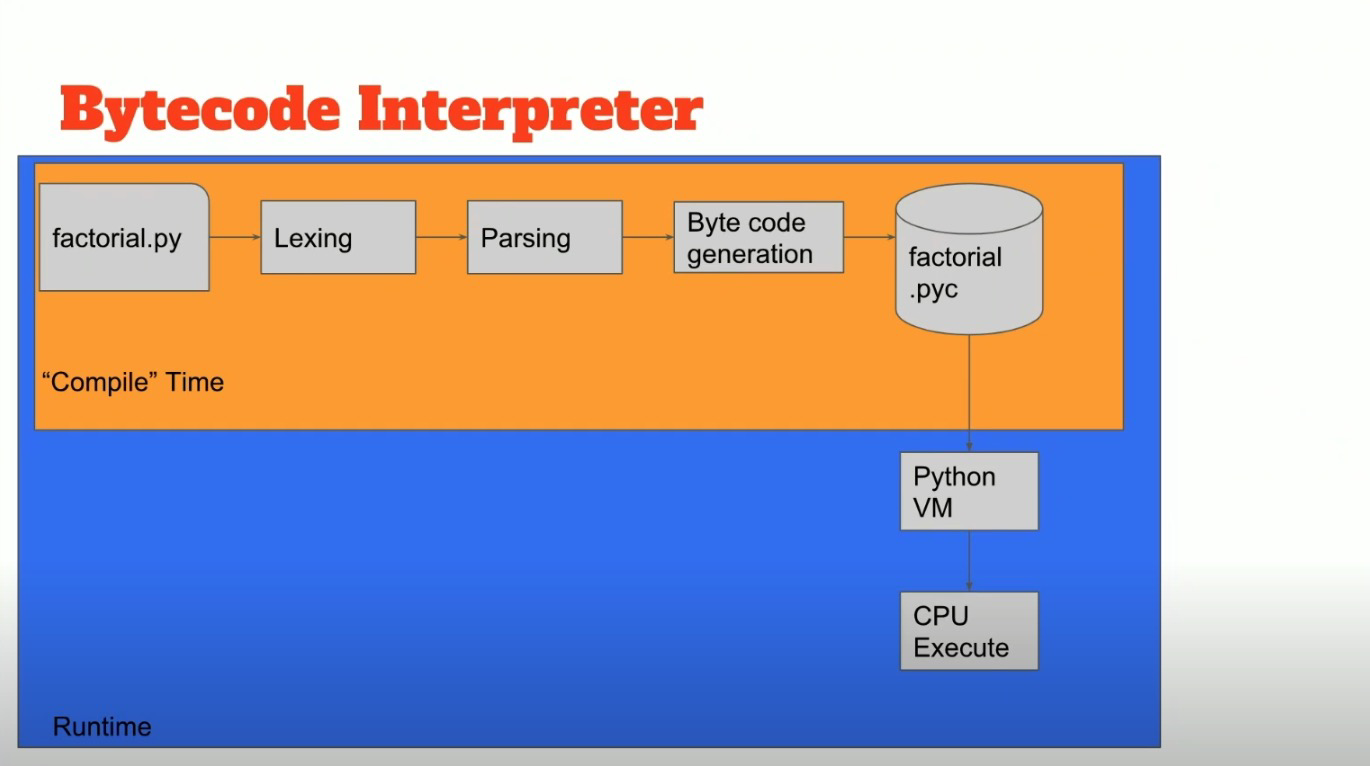 Bytecode Interpreter
factorial.py
Lexing
Parsing
Byte code
generation
factorial
.pyc
“Compile” Time
Python
VM
CPU
Execute
Runtime